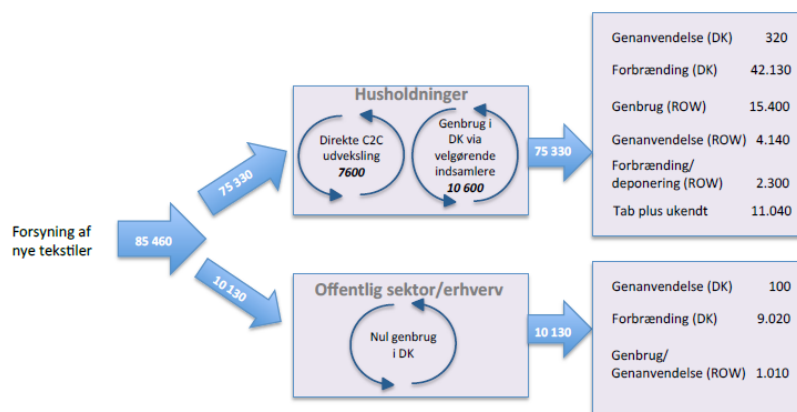 Forsyning af
nye tekstiler
85 460
75 330
10 130
Husholdninger
Direkte C2C
udveksling
7600
Genbrug i
DK via
velgørende
indsamlere
10 600
75 330
Genanvendelse (DK) 320
Forbrænding (DK) 42.130
Genbrug (ROW) 15.400
Genanvendelse (ROW) 4.140
Forbrænding/
deponering (ROW) 2.300
Tab plus ukendt 11.040
Offentlig sektor/erhverv
Nul genbrug
i DK
10 130
Genanvendelse (DK) 100
Forbrænding (DK) 9.020
Genbrug/
Genanvendelse (ROW) 1.010